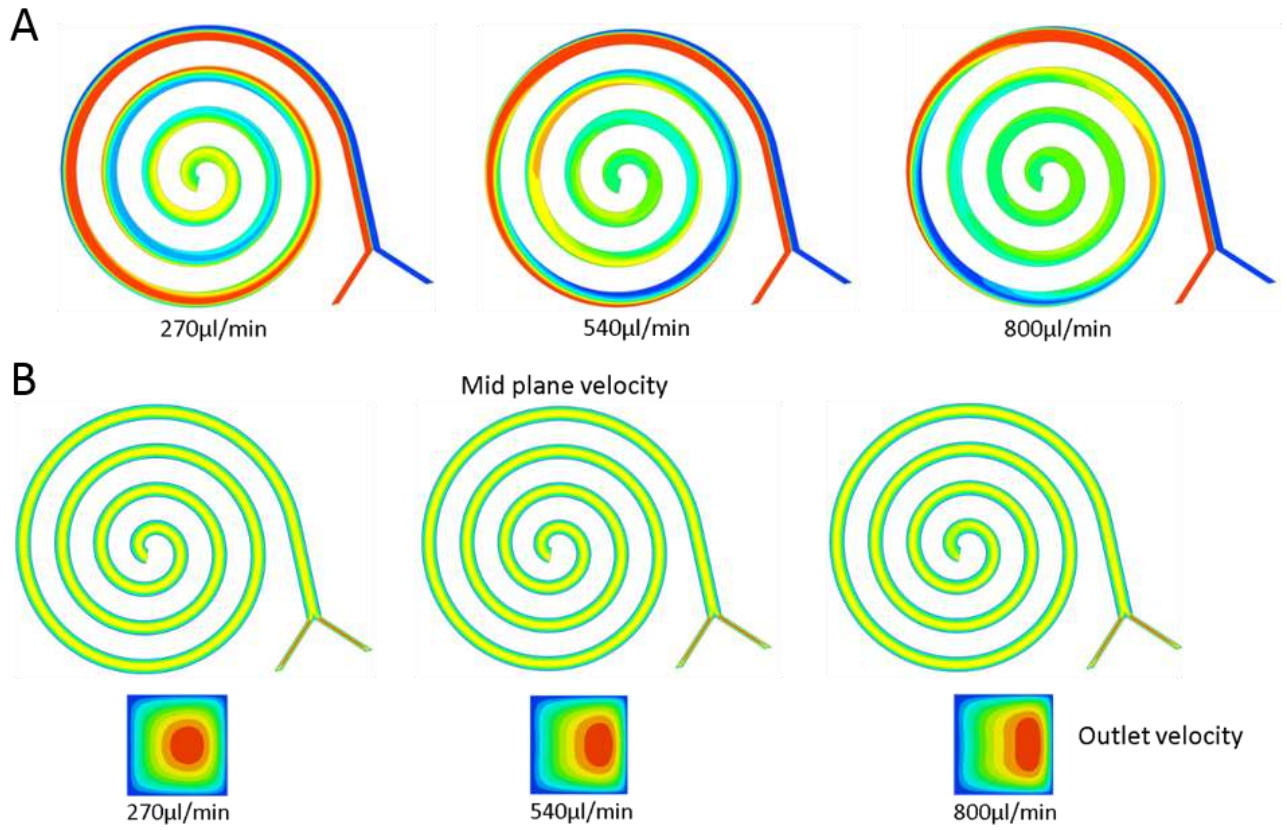 A
270µl/min
540µl/min
800µl/min
B
Mid plane velocity
Outlet velocity
270µl/min
540µl/min
800µl/min